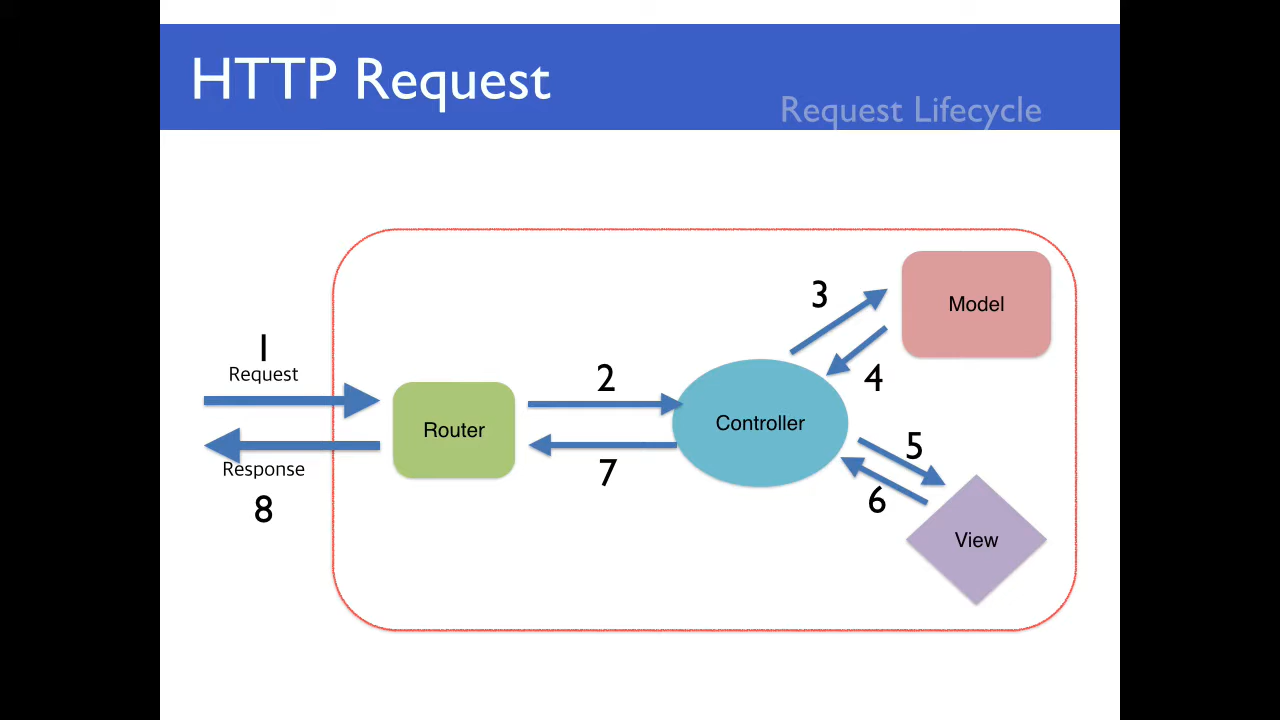 HTTP Request
Request Lifecycle
1
Request
Router
Response
8
2
7
Controller
3
4
Model
5
6
View